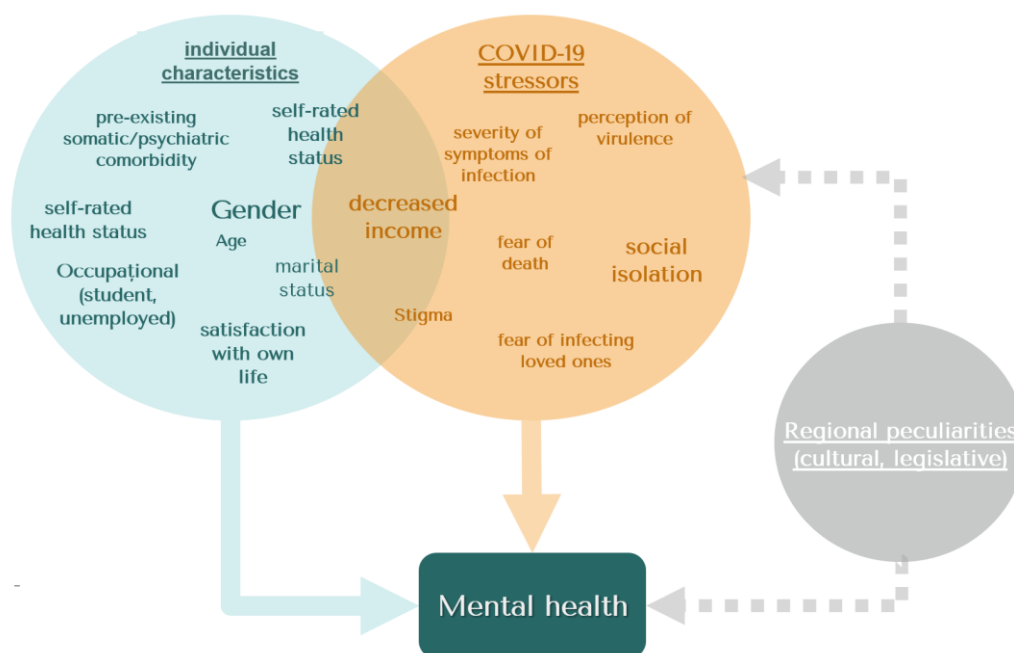 individual
characteristics
pre-existing
somatic/psychiatric
comorbidity
self-rated
health
status
self-rated
health status
Gender
Age
Occupațional
(student,
unemployed)
marital
status
satisfaction
with own
life
COVID-19
stressors
severity of
symptoms of
infection
perception of
virulence
decreased
income
fear of
death
social
isolation
Stigma
fear of infecting
loved ones
Regional peculiarities
(cultural, legislative)
Mental health